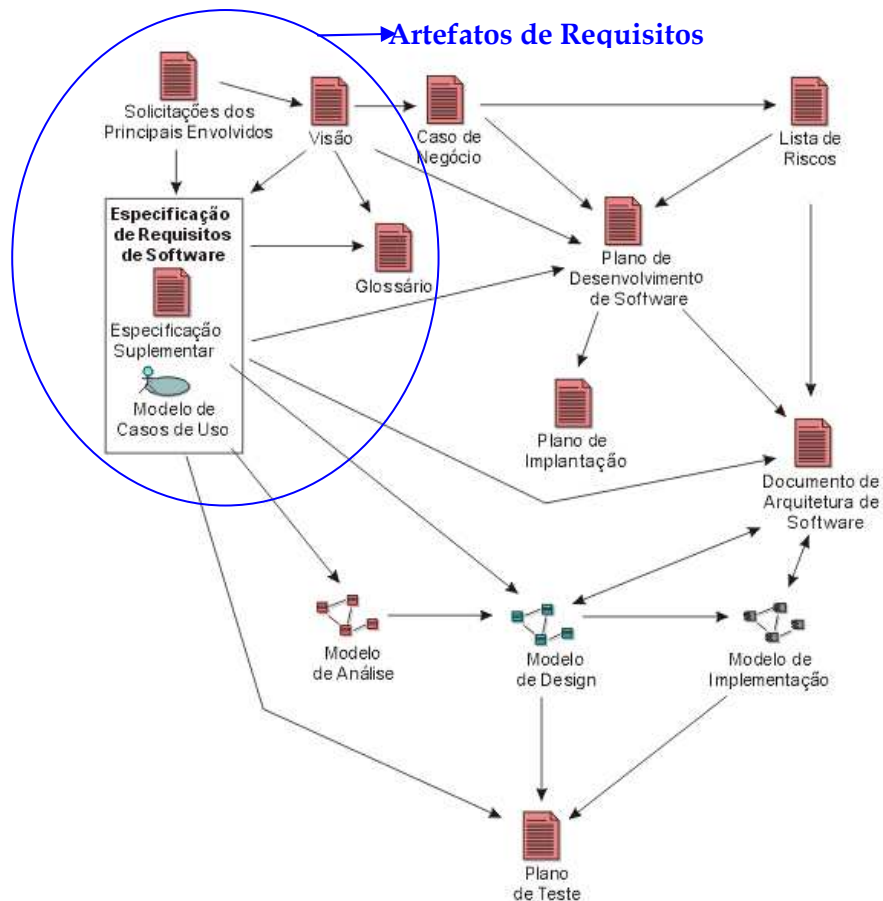 Artefatos de Requisitos
Solicitações dos
Principais Envolvidos
Visão
Caso de
Negócio
Lista de
Riscos
Especificação
de Requisitos
de Software
Especificação
Suplementar
Modelo de
Casos de Uso
Glossário
Plano de
Desenvolvimento
de Software
Plano de
Implantação
Documento de
Arquitetura de
Software
Modelo
de Análise
Modelo
de Design
Modelo de
Implementação
Plano
de Teste